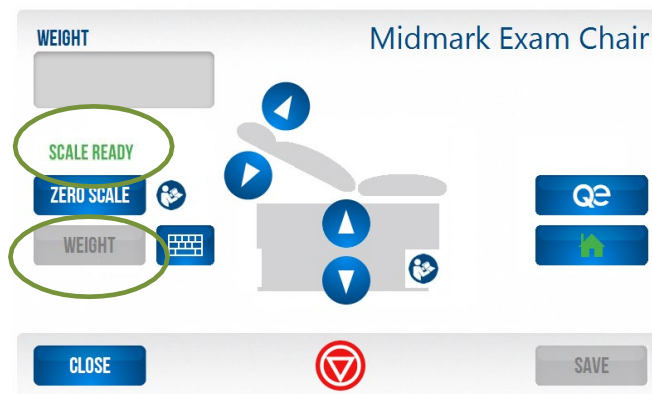 WEIGHT
Midmark Exam Chair
SCALE READY
ZERO SCALE
QE
WEIGHT
CLOSE
SAVE